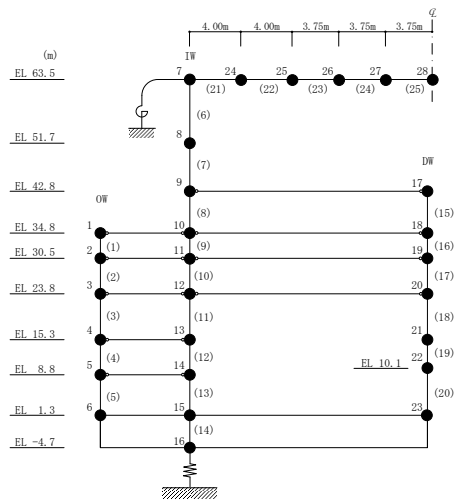 ℄
4.00m 4.00m 3.75m 3.75m 3.75m
(m) IW
EL 63.5 7 24 25 26 27 28
(21) (22) (23) (24) (25)
(6)
EL 51.7 8
(7) DW
EL 42.8 9 17
OW (8) (15)
EL 34.8 1 10 18
(1) (9) (16)
EL 30.5 2 11 19
(2) (10) (17)
EL 23.8 3 12 20
(3) (11) (18)
EL 15.3 4 13 21
(4) (12) (19)
EL 8.8 5 14 EL 10.1 22
(5) (13) (20)
EL 1.3 6 15 23
(14)
EL -4.7 16